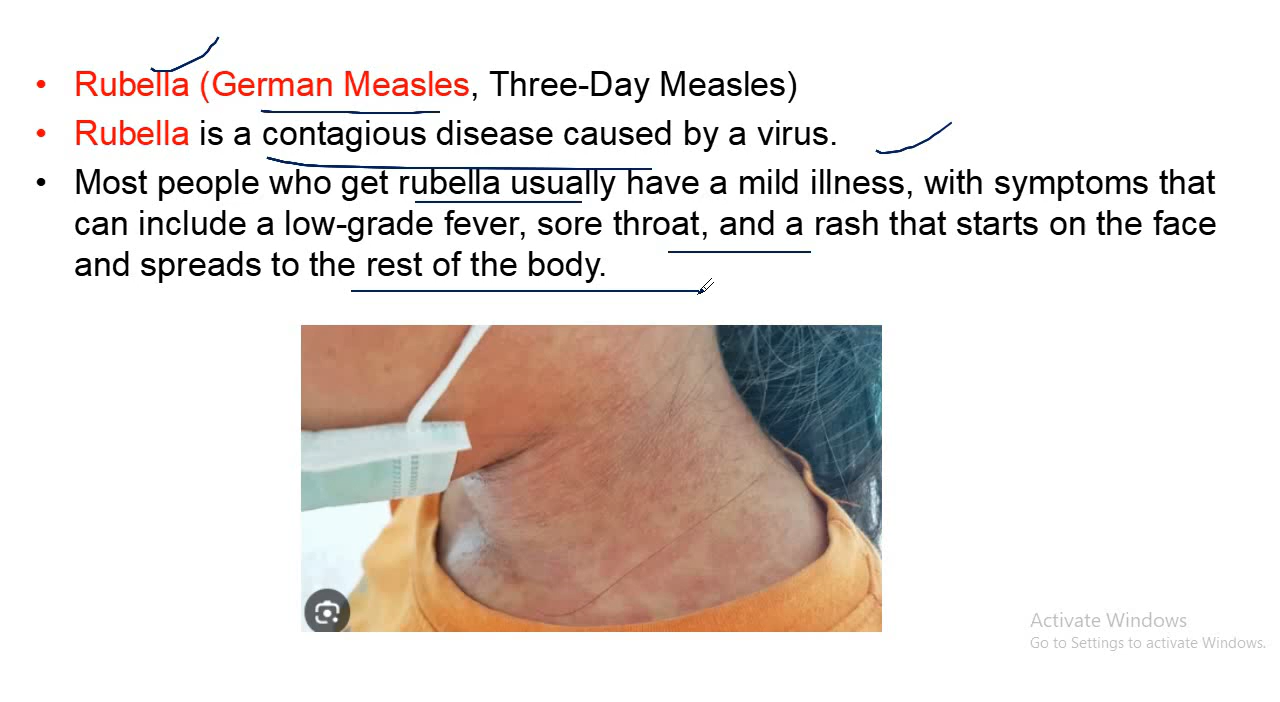 • Rubella (German Measles, Three-Day Measles)
• Rubella is a contagious disease caused by a virus.
• Most people who get rubella usually have a mild illness, with symptoms that
can include a low-grade fever, sore throat, and a rash that starts on the face
and spreads to the rest of the body.
Activate Windows
Go to Settings to activate Windows.